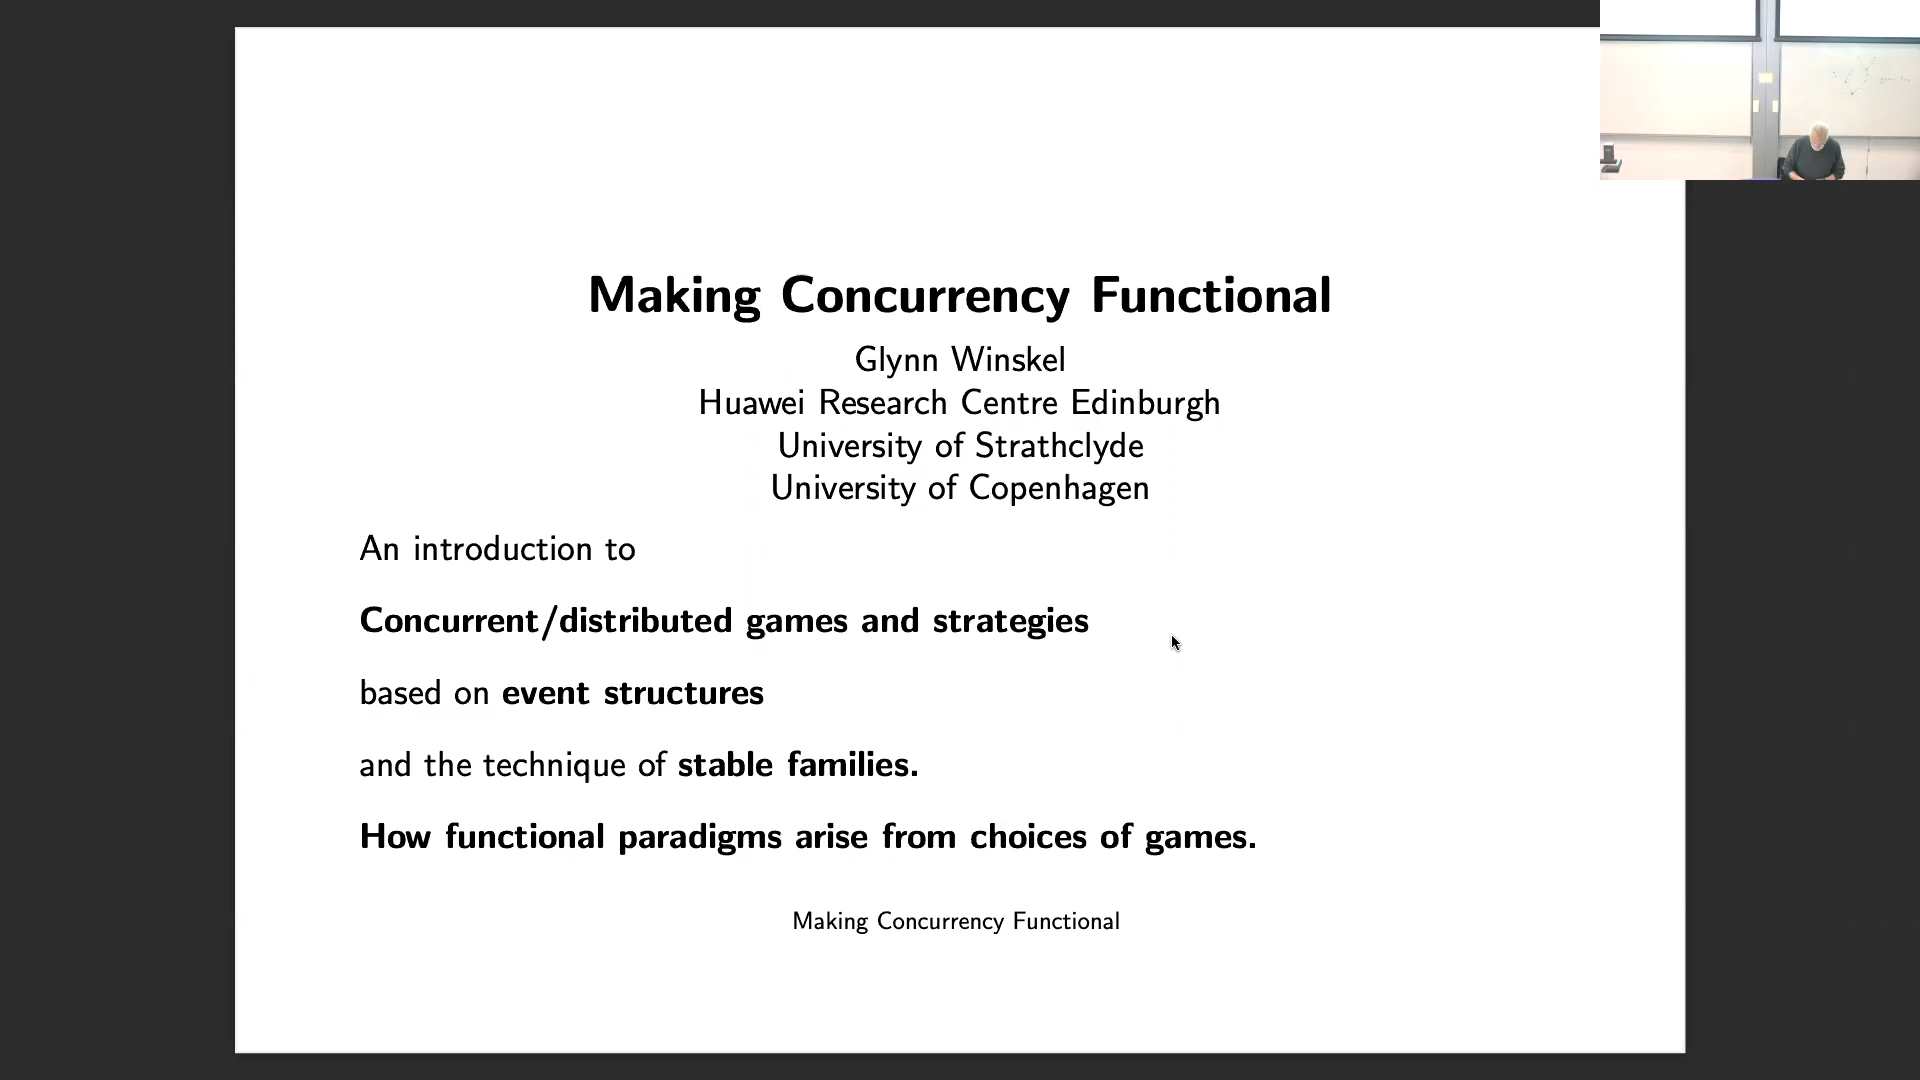 Making Concurrency Functional
Glynn Winskel
Huawei Research Centre Edinburgh
University of Strathclyde
University of Copenhagen
An introduction to
Concurrent/distributed games and strategies
based on event structures
and the technique of stable families.
How functional paradigms arise from choices of games.
Making Concurrency Functional